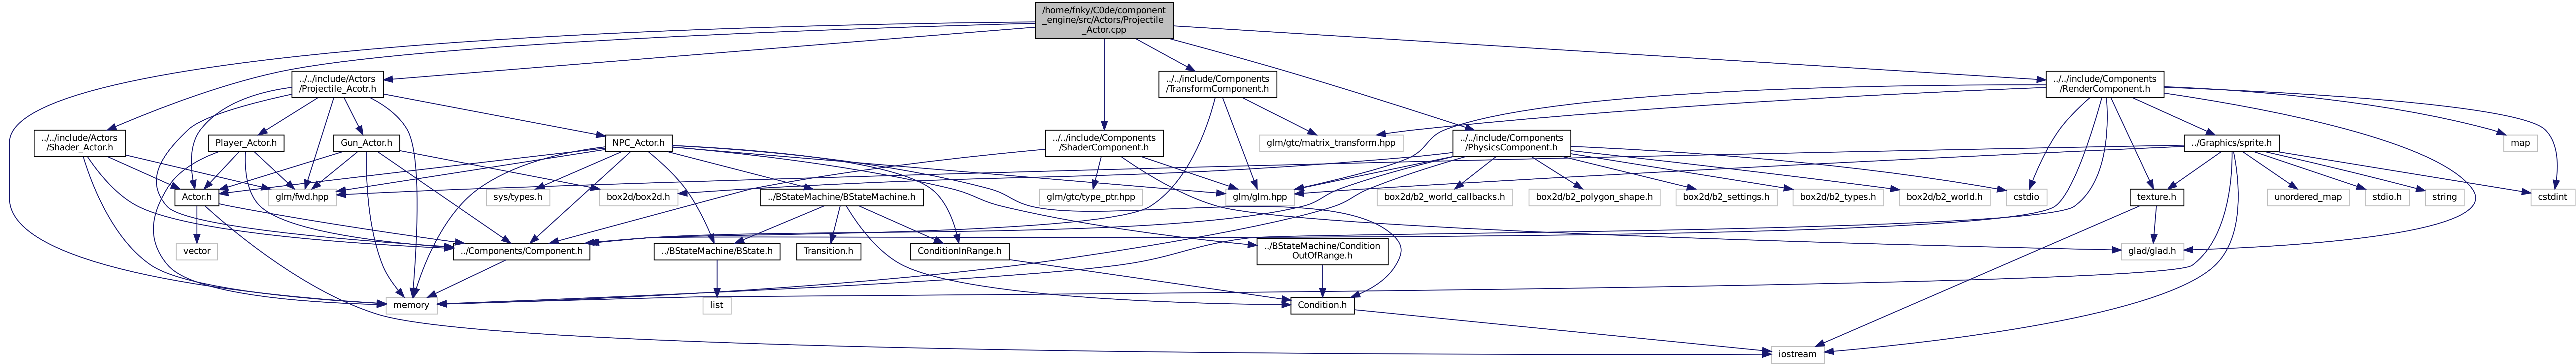 /home/fnky/C0de/component
_engine/src/Actors/Projectile
_Actor.cpp
../../include/Actors
/Projectile_Acotr.h
../../include/Components
/TransformComponent.h
../../include/Components
/RenderComponent.h
../../include/Actors
/Shader_Actor.h
Player_Actor.h
Gun_Actor.h
NPC_Actor.h
../../include/Components
/ShaderComponent.h
glm/gtc/matrix_transform.hpp
../../include/Components
/PhysicsComponent.h
../Graphics/sprite.h
map
Actor.h
glm/fwd.hpp
sys/types.h
box2d/box2d.h
../BStateMachine/BStateMachine.h
glm/gtc/type_ptr.hpp
glm/glm.hpp
box2d/b2_world_callbacks.h
box2d/b2_polygon_shape.h
box2d/b2_settings.h
box2d/b2_types.h
box2d/b2_world.h
cstdio
texture.h
unordered_map
stdio.h
string
cstdint
vector
../Components/Component.h
../BStateMachine/BState.h
Transition.h
ConditionInRange.h
../BStateMachine/Condition
OutOfRange.h
glad/glad.h
memory
list
Condition.h
iostream